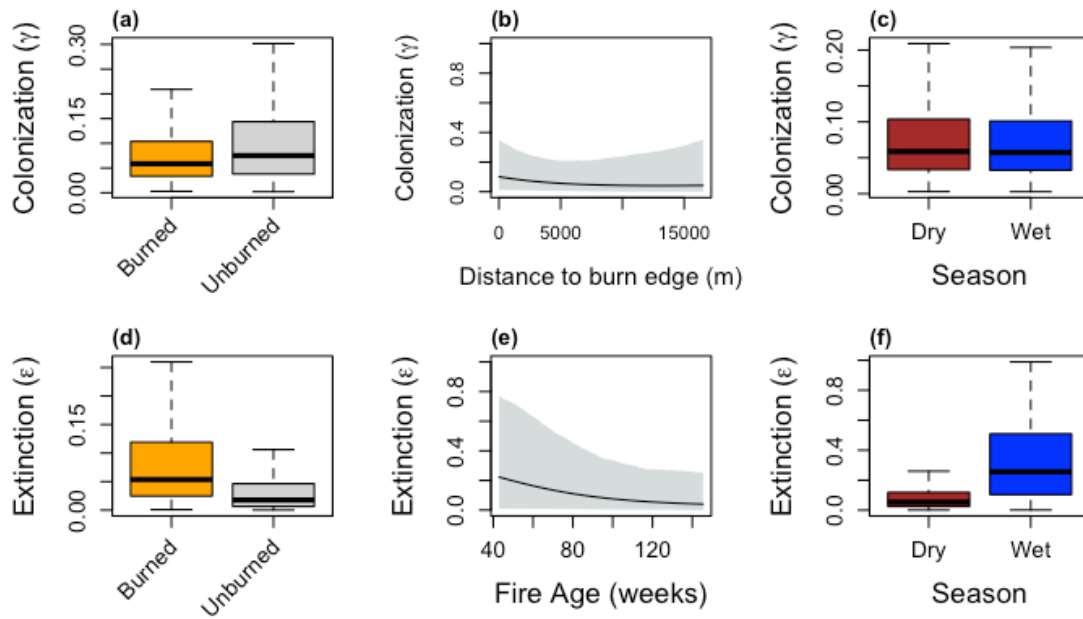 (a)
Colonization (γ)
0.00 0.15 0.30
Burned
Unburned
(b)
Colonization (γ)
0.0 0.4 0.8
0 5000 15000
Distance to burn edge (m)
(c)
Colonization (γ)
0.00 0.10 0.20
Dry Wet
Season
(d)
Extinction (ε)
0.00 0.15
Burned
Unburned
(e)
Extinction (ε)
0.0 0.4 0.8
40 80 120
Fire Age (weeks)
(f)
Extinction (ε)
0.0 0.4 0.8
Dry Wet
Season